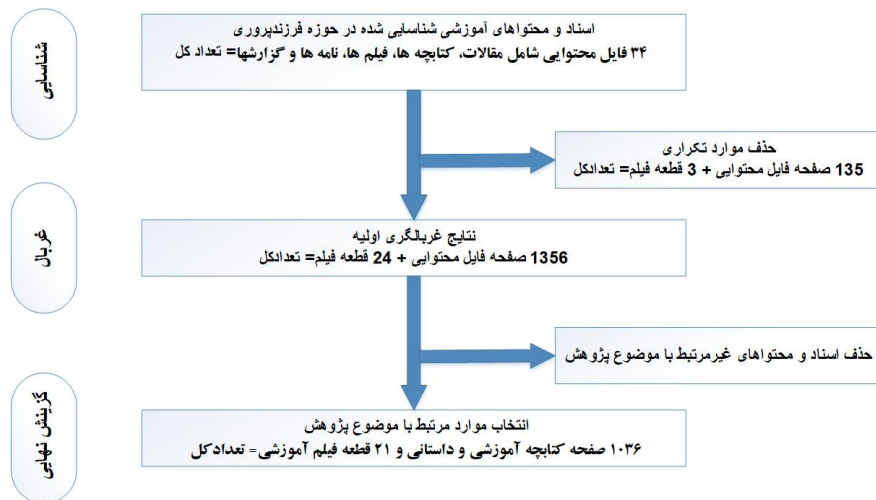 شناسایی
اسناد و محتواهای آموزشی شناسایی شده در حوزه فرزندپروری
۳۴ فایل محتوایی شامل مقالات، کتابچه ها، فیلم ها، نامه ها و گزارشها= تعداد کل
حذف موارد تکراری
135 صفحه فایل محتوایی + 3 قطعه فیلم= تعدادکل
غربال
نتایج غربالگری اولیه
1356 صفحه فایل محتوایی + 24 قطعه فیلم= تعدادکل
حذف اسناد و محتواهای غیرمرتبط با موضوع پژوهش
گزینش نهایی
انتخاب موارد مرتبط با موضوع پژوهش
۱۰۳۶ صفحه کتابچه آموزشی و داستانی و ۲۱ قطعه فیلم آموزشی= تعدادکل